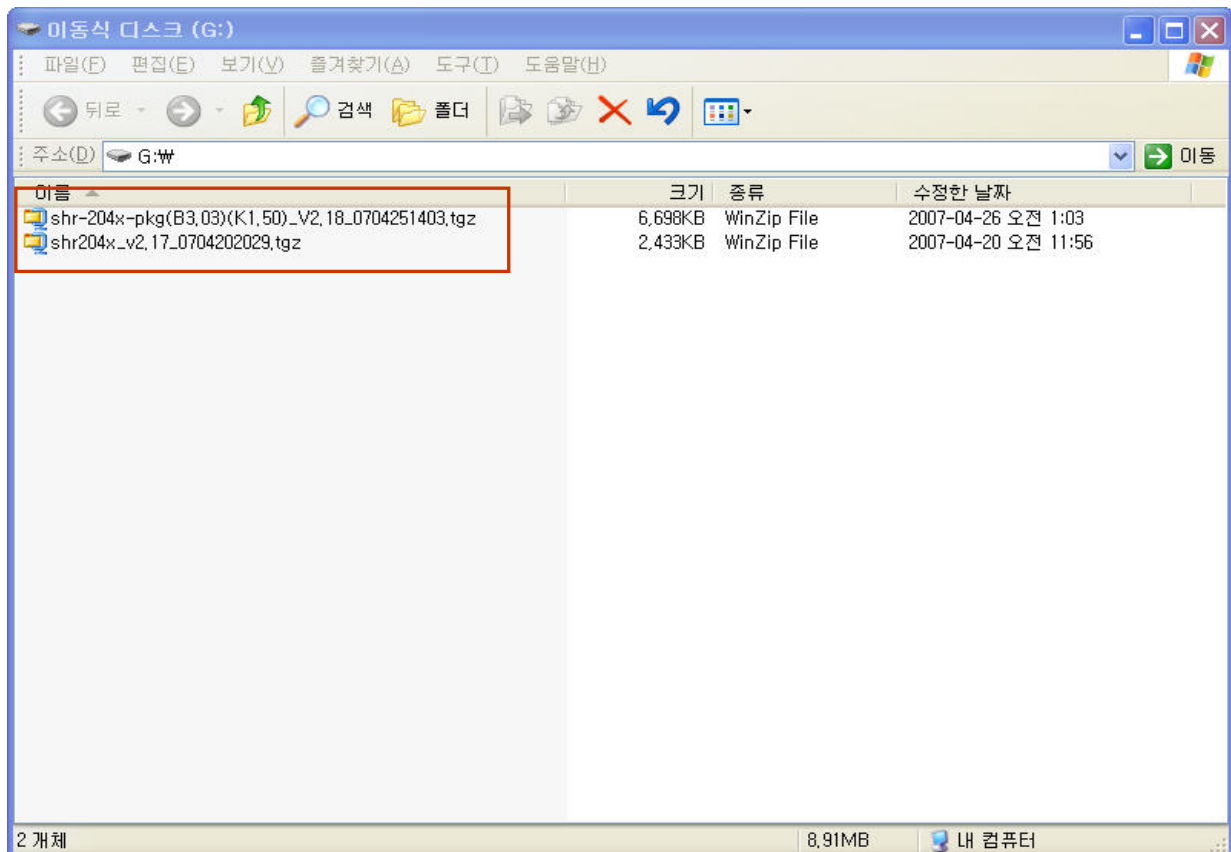 이동식 디스크 (G:)
파일(F) 편집(E) 보기(V) 즐겨찾기(A) 도구(T) 도움말(H)
뒤로 검색 폴더
주소(D) G:₩ 이동
이름 크기 종류 수정한 날짜
shr-204x-pkg(B3,03)(K1,50)_V2,18_0704251403,tgz 6,698KB WinZip File 2007-04-26 오전 1:03
shr204x_v2,17_0704202029,tgz 2,433KB WinZip File 2007-04-20 오전 11:56
2 개체 8,91MB 내 컴퓨터